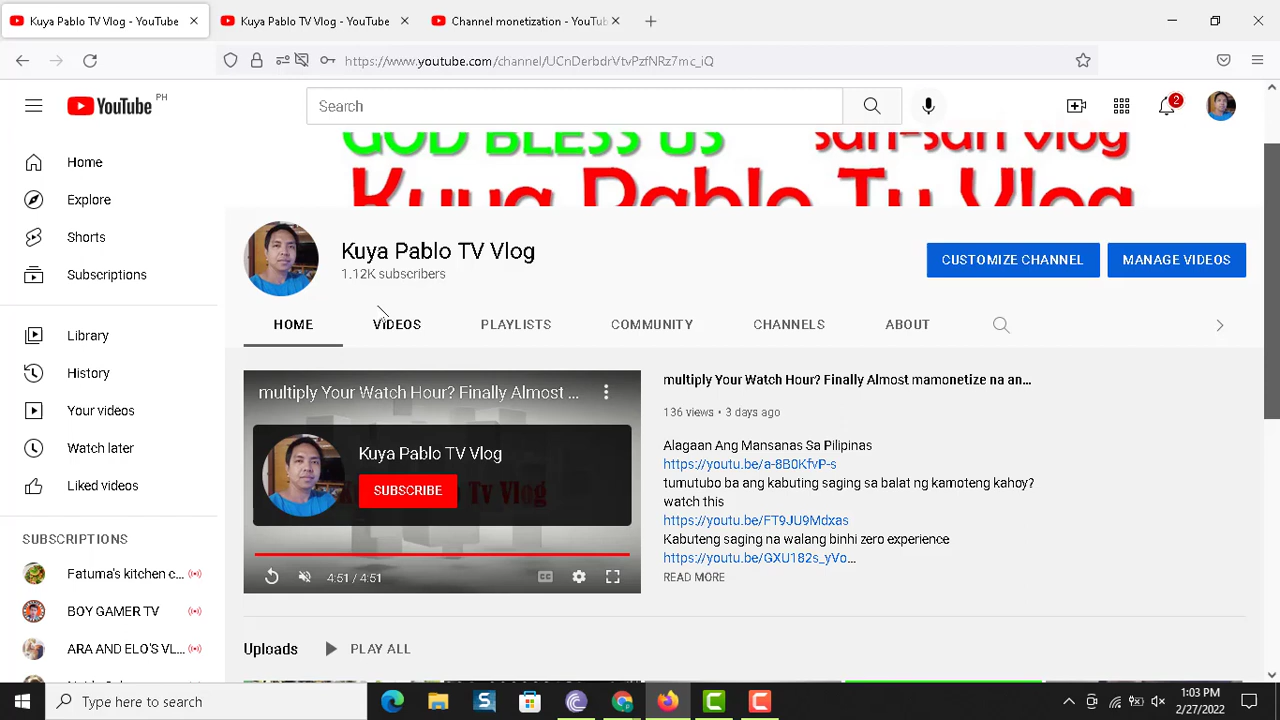 Kuya Pablo TV Vlog - YouTube
Kuya Pablo TV Vlog - YouTube
Channel monetization - YouTub
https://www.youtube.com/channel/UCnDerbdrVtvPzfNRz7mc_iQ
YouTube PH
Search
2
GOD BLESS US
san-san vlog
Kuya Pablo Tv Vlog
Home
Explore
Shorts
Subscriptions
Library
History
Your videos
Watch later
Liked videos
SUBSCRIPTIONS
Fatuma's kitchen c...
BOY GAMER TV
ARA AND ELO'S VL...
Kuya Pablo TV Vlog
1.12K subscribers
CUSTOMIZE CHANNEL
MANAGE VIDEOS
HOME
VIDEOS
PLAYLISTS
COMMUNITY
CHANNELS
ABOUT
multiply Your Watch Hour? Finally Almost ...
Kuya Pablo TV Vlog
SUBSCRIBE
Tv Vlog
4:51 / 4:51
CC
multiply Your Watch Hour? Finally Almost mamonetize na an...
136 views • 3 days ago
Alagaan Ang Mansanas Sa Pilipinas
https://youtu.be/a-8B0KfvP-s
tumutubo ba ang kabuting saging sa balat ng kamoteng kahoy?
watch this
https://youtu.be/FT9JU9Mdxas
Kabuteng saging na walang binhi zero experience
https://youtu.be/GXU182s_yVo...
READ MORE
Uploads
PLAY ALL
Type here to search
1:03 PM
2/27/2022